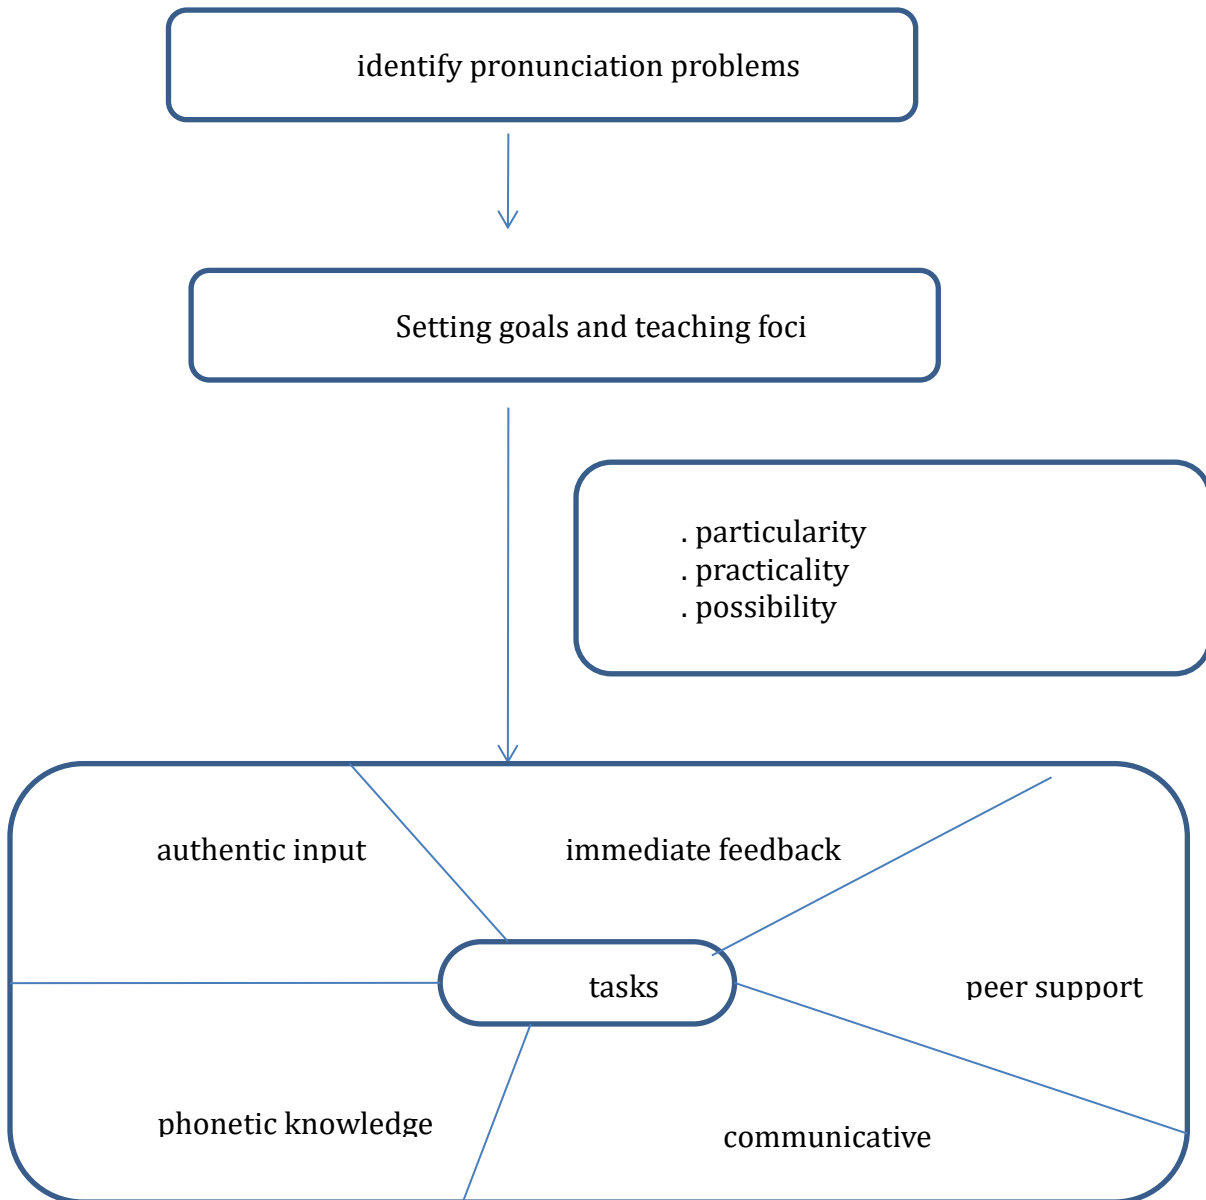 identify pronunciation problems
Setting goals and teaching foci
. particularity
. practicality
. possibility
authentic input
immediate feedback
tasks
peer support
phonetic knowledge
communicative